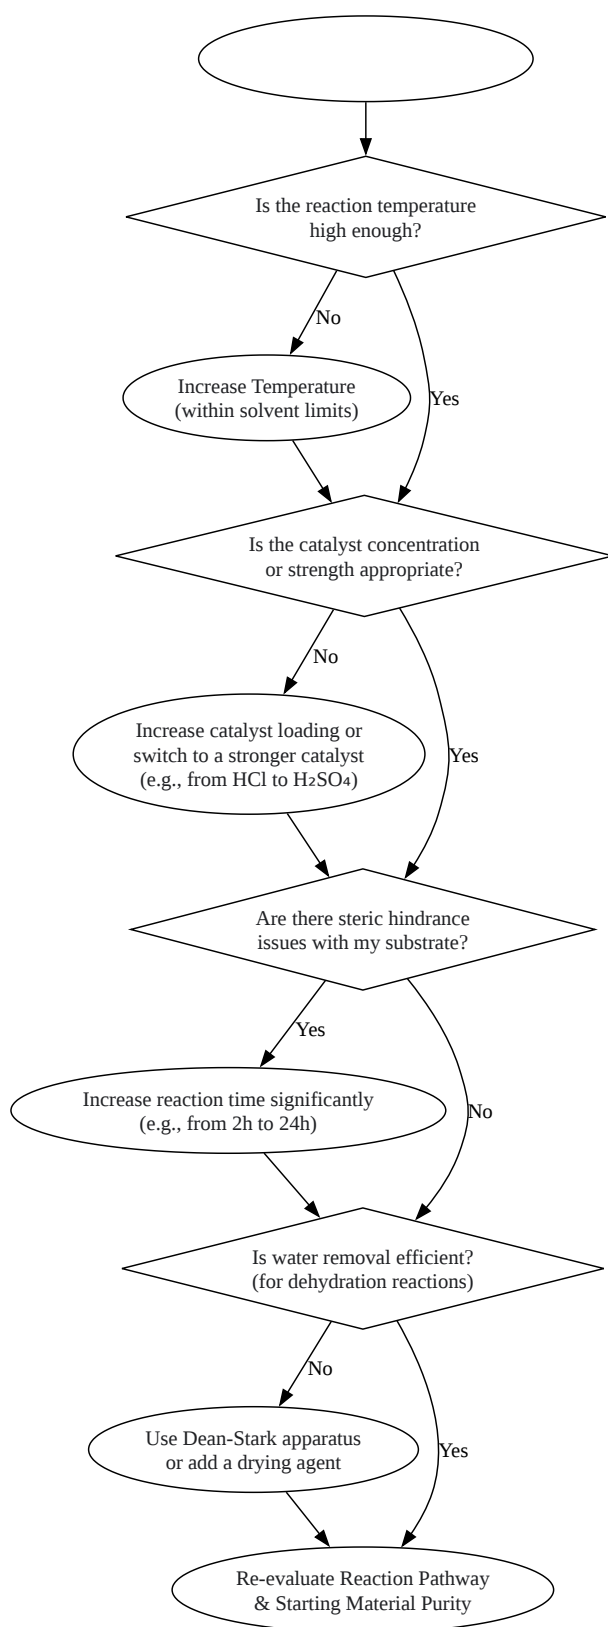 Is the reaction temperature
high enough?
No
Increase Temperature
(within solvent limits)
Yes
Is the catalyst concentration
or strength appropriate?
No
Increase catalyst loading or
switch to a stronger catalyst
(e.g., from HCl to H₂SO₄)
Yes
Are there steric hindrance
issues with my substrate?
Yes
Increase reaction time significantly
(e.g., from 2h to 24h)
No
Is water removal efficient?
(for dehydration reactions)
No
Use Dean-Stark apparatus
or add a drying agent
Yes
Re-evaluate Reaction Pathway
& Starting Material Purity